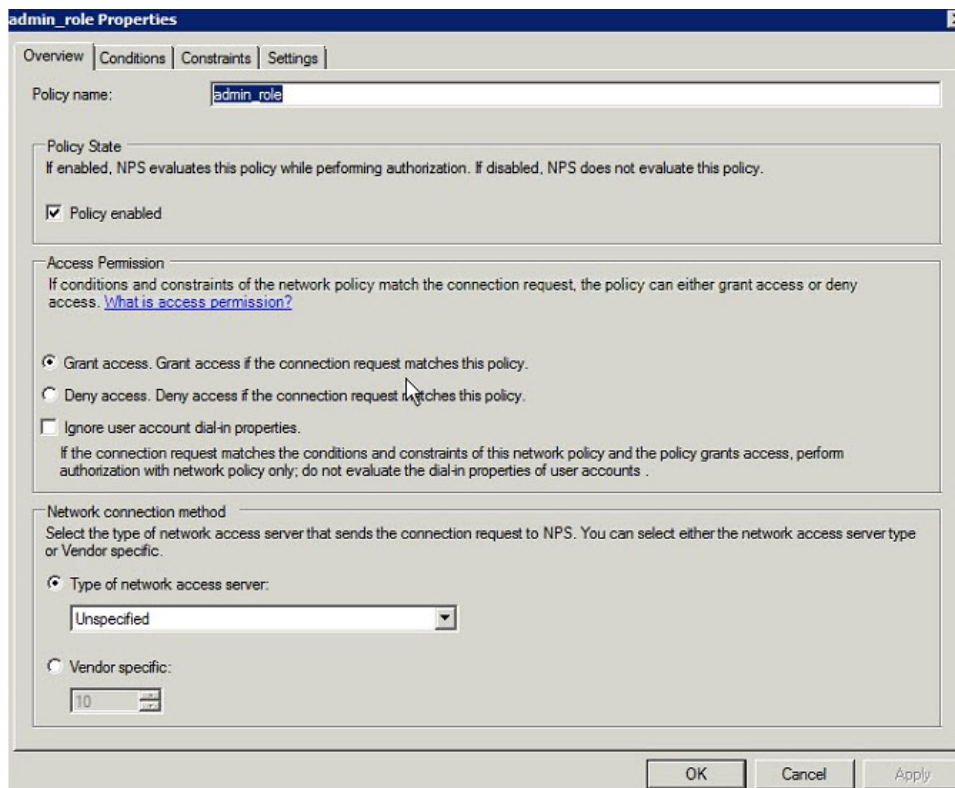 admin_role Properties
Overview
Conditions
Constraints
Settings
Policy name:
admin_role
Policy State
If enabled, NPS evaluates this policy while performing authorization. If disabled, NPS does not evaluate this policy.
Policy enabled
Access Permission
If conditions and constraints of the network policy match the connection request, the policy can either grant access or deny
access. What is access permission?
Grant access. Grant access if the connection request matches this policy.
Deny access. Deny access if the connection request matches this policy.
Ignore user account dial-in properties.
If the connection request matches the conditions and constraints of this network policy and the policy grants access, perform
authorization with network policy only; do not evaluate the dial-in properties of user accounts .
Network connection method
Select the type of network access server that sends the connection request to NPS. You can select either the network access server type
or Vendor specific.
Type of network access server:
Unspecified
Vendor specific:
10
OK
Cancel
Apply